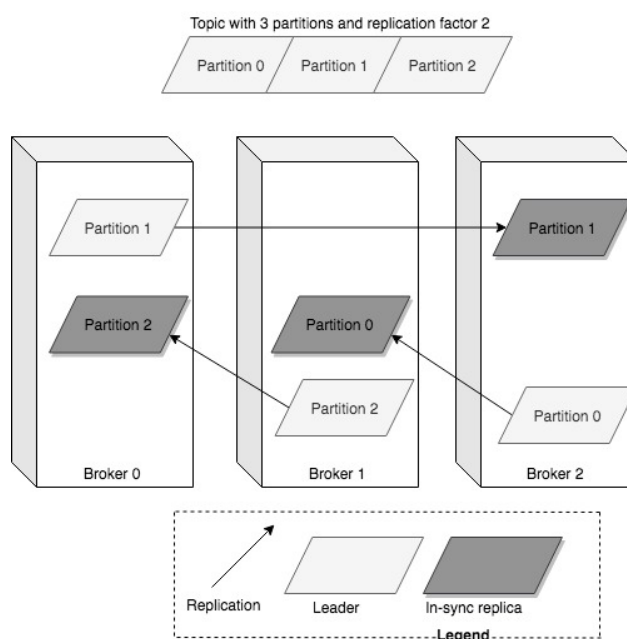 Topic with 3 partitions and replication factor 2
Partition 0 Partition 1 Partition 2
Partition 1 Partition 1
Partition 2 Partition 0
Partition 2 Partition 0
Broker 0 Broker 1 Broker 2
Replication Leader In-sync replica
Legend